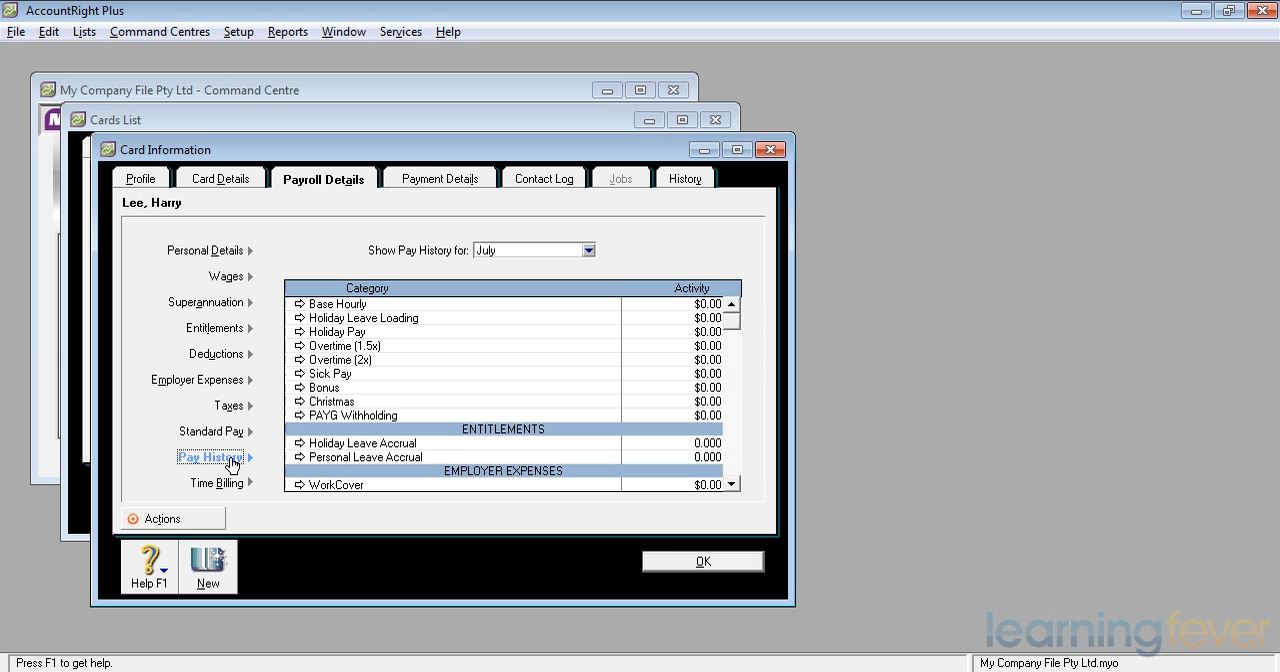 AccountRight Plus
File Edit Lists Command Centres Setup Reports Window Services Help
My Company File Pty Ltd - Command Centre
Cards List
Card Information
Profile Card Details Payroll Details Payment Details Contact Log Jobs History
Lee, Harry
Personal Details
Wages
Superannuation
Entitlements
Deductions
Employer Expenses
Taxes
Standard Pay
Pay History
Time Billing
Show Pay History for: July
Category Activity
Base Hourly $0.00
Holiday Leave Loading $0.00
Holiday Pay $0.00
Overtime (1.5x) $0.00
Overtime (2x) $0.00
Sick Pay $0.00
Bonus $0.00
Christmas $0.00
PAYG Withholding $0.00
ENTITLEMENTS
Holiday Leave Accrual 0.000
Personal Leave Accrual 0.000
EMPLOYER EXPENSES
WorkCover $0.00
Actions
Help F1 New
OK
learningfever
Press F1 to get help. My Company File Pty Ltd.myo